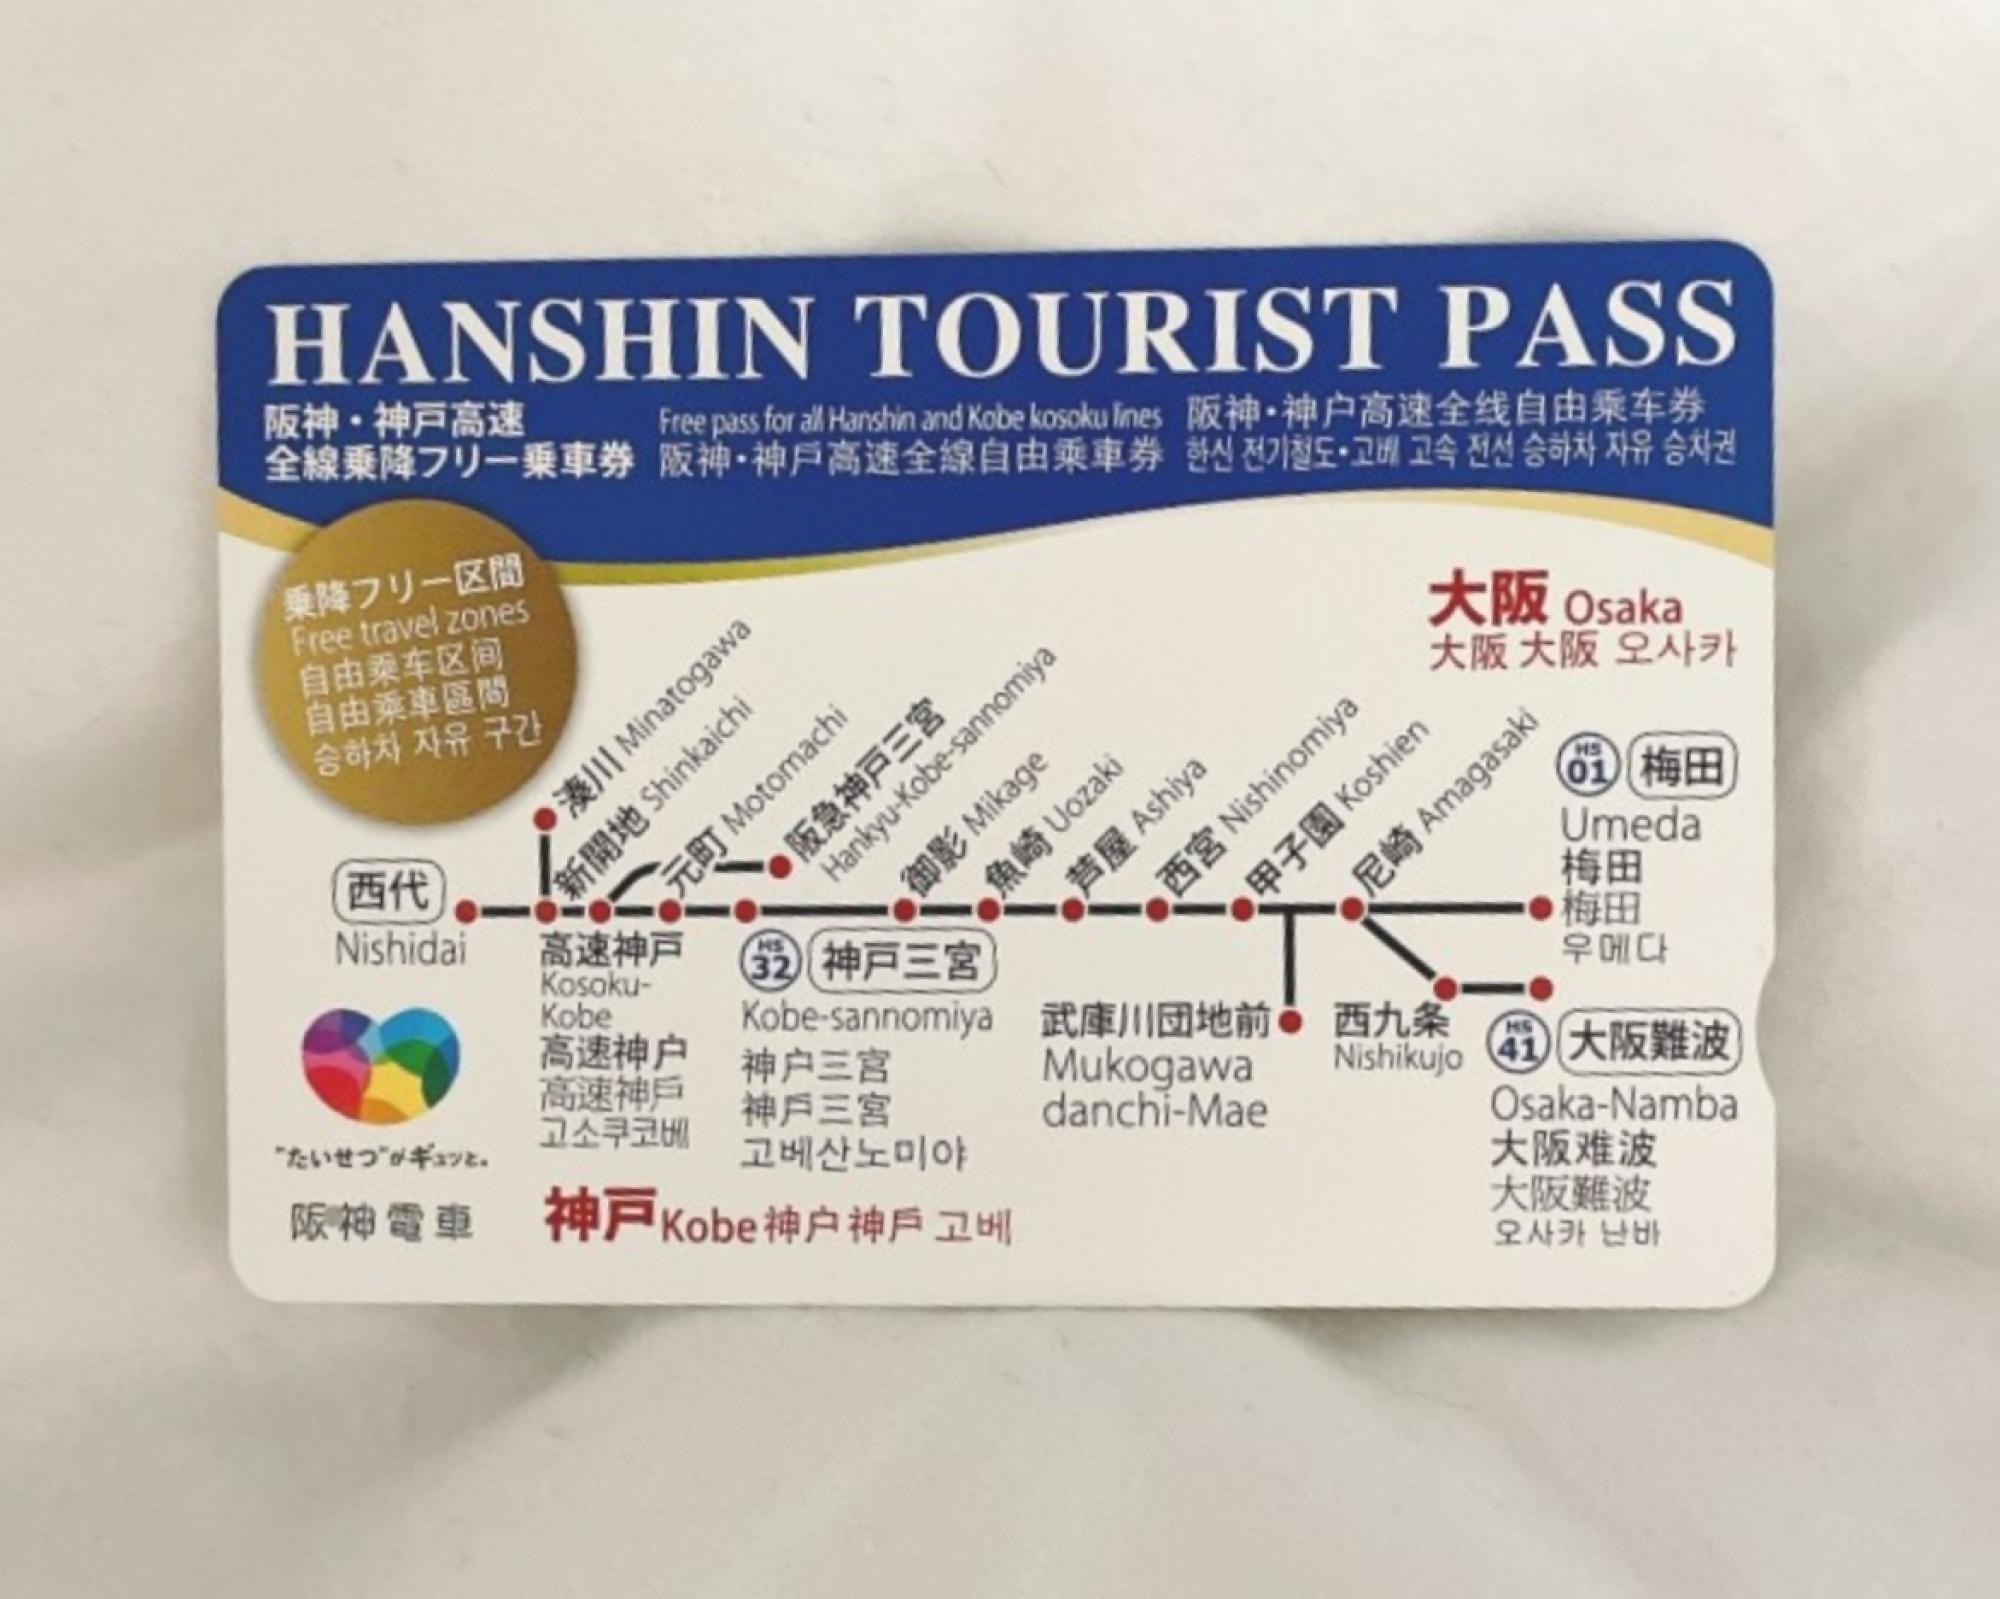 HANSHIN TOURIST PASS
阪神・神戸高速
全線乗降フリー乗車券
Free pass for all Hanshin and Kobe kosoku lines
阪神・神戶高速全線自由乘車券
阪神・神户高速全线自由乘车券
한신 전기철도・고베 고속 전선 승하차 자유 승차권
乗降フリー区間
Free travel zones
自由乘车区间
自由乘車區間
승하차 자유 구간
大阪 Osaka
大阪 大阪 오사카
湊川 Minatogawa
新開地 Shinkaichi
元町 Motomachi
阪急神戸三宮
Hankyu-Kobe-sannomiya
御影 Mikage
魚崎 Uozaki
芦屋 Ashiya
西宮 Nishinomiya
甲子園 Koshien
尼崎 Amagasaki
HS 01 梅田
Umeda
梅田
梅田
우메다
西代
Nishidai
高速神戸
Kosoku-
Kobe
高速神户
高速神戶
고소쿠코베
HS 32 神戸三宮
Kobe-sannomiya
神户三宮
神戶三宮
고베산노미야
武庫川団地前
Mukogawa
danchi-Mae
西九条
Nishikujo
HS 41 大阪難波
Osaka-Namba
大阪难波
大阪難波
오사카 난바
"たいせつ"がギュッと。
阪神電車
神戸 Kobe 神户 神戶 고베